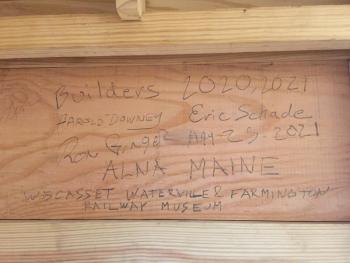 Builders 2020, 2021
HAROLD DOWNEY Eric Schade
Ron Ginger MAY-29-2021
ALNA MAINE
WISCASSET WATERVILLE & FARMINGTON
RAILWAY MUSEUM